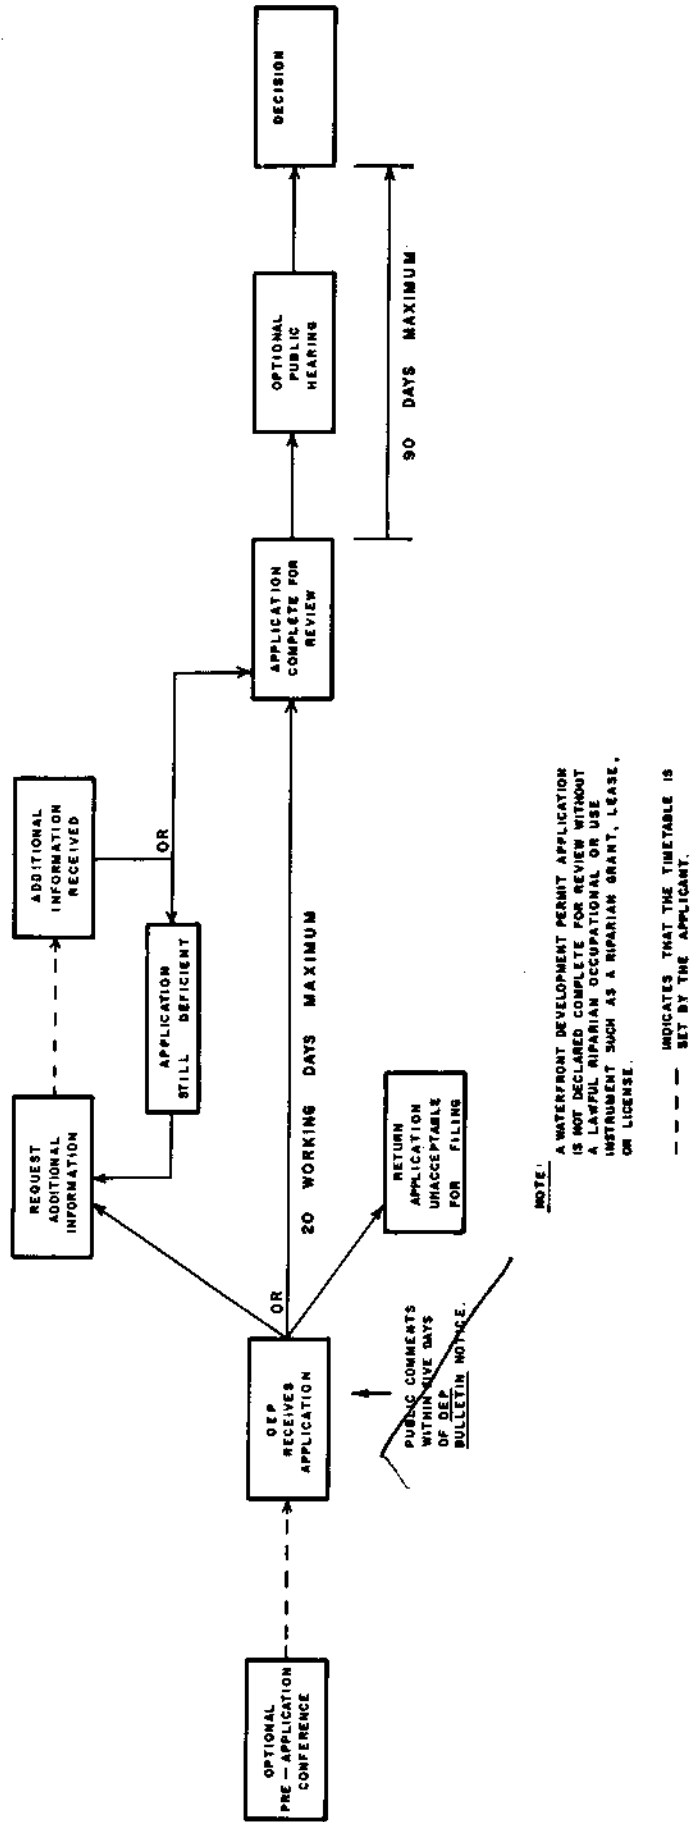 OPTIONAL
PRE – APPLICATION
CONFERENCE
DEP
RECEIVES
APPLICATION
OR
PUBLIC COMMENTS
WITHIN FIVE DAYS
OF DEP
BULLETIN NOTICE.
20 WORKING DAYS MAXIMUM
REQUEST
ADDITIONAL
INFORMATION
RETURN
APPLICATION
UNACCEPTABLE
FOR FILING
APPLICATION
STILL DEFICIENT
ADDITIONAL
INFORMATION
RECEIVED
OR
APPLICATION
COMPLETE FOR
REVIEW
OPTIONAL
PUBLIC
HEARING
90 DAYS MAXIMUM
DECISION
NOTE:
A WATERFRONT DEVELOPMENT PERMIT APPLICATION
IS NOT DECLARED COMPLETE FOR REVIEW WITHOUT
A LAWFUL RIPARIAN OCCUPATIONAL OR USE
INSTRUMENT SUCH AS A RIPARIAN GRANT, LEASE,
OR LICENSE.
– – – – INDICATES THAT THE TIMETABLE IS
SET BY THE APPLICANT.